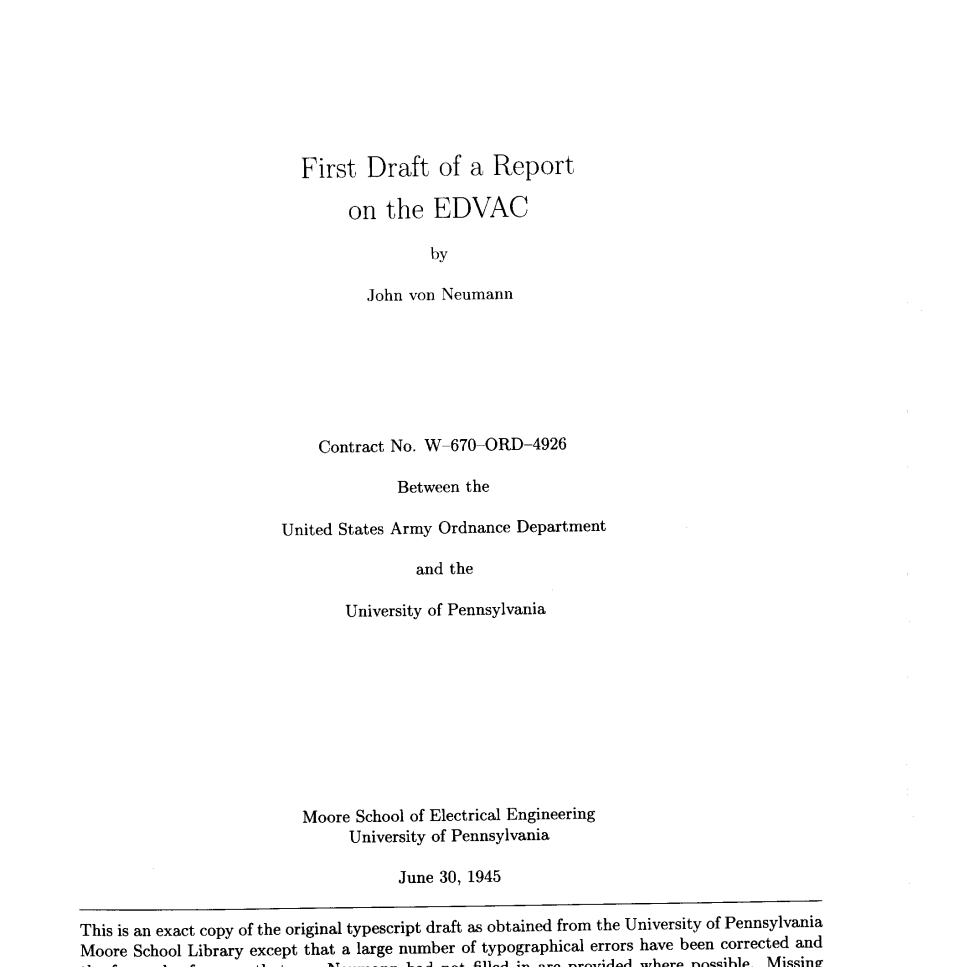 First Draft of a Report
on the EDVAC
by
John von Neumann
Contract No. W–670–ORD–4926
Between the
United States Army Ordnance Department
and the
University of Pennsylvania
Moore School of Electrical Engineering
University of Pennsylvania
June 30, 1945
This is an exact copy of the original typescript draft as obtained from the University of Pennsylvania
Moore School Library except that a large number of typographical errors have been corrected and
Neumann had not filled in are provided where possible. Missing